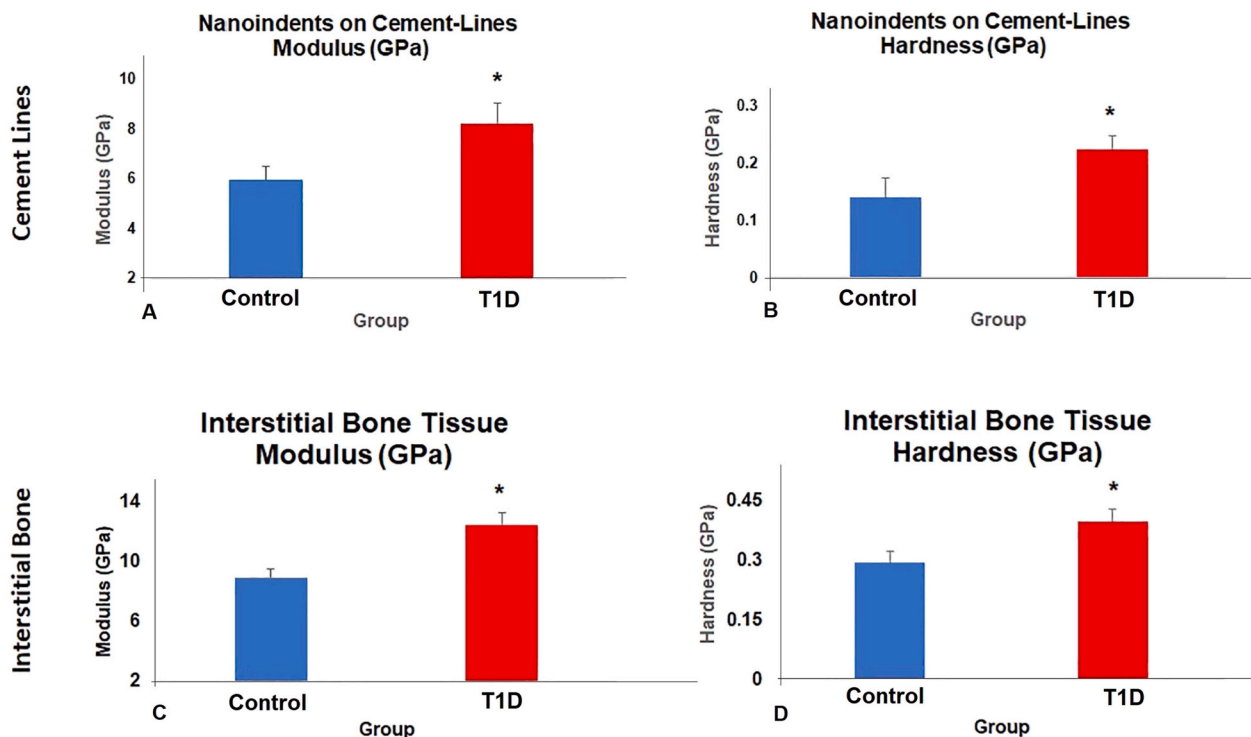 Cement Lines
Nanoindents on Cement-Lines
Modulus (GPa)
Modulus (GPa)
10
8
6
4
2
*
Control
T1D
A
Group
Nanoindents on Cement-Lines
Hardness (GPa)
Hardness (GPa)
0.3
0.2
0.1
0
*
Control
T1D
B
Group
Interstitial Bone
Interstitial Bone Tissue
Modulus (GPa)
Modulus (GPa)
14
10
6
2
*
Control
T1D
C
Group
Interstitial Bone Tissue
Hardness (GPa)
Hardness (GPa)
0.45
0.3
0.15
0
*
Control
T1D
D
Group